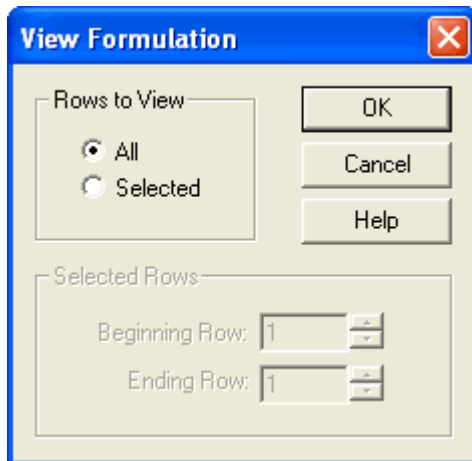 View Formulation
Rows to View
All
Selected
OK
Cancel
Help
Selected Rows
Beginning Row: 1
Ending Row: 1